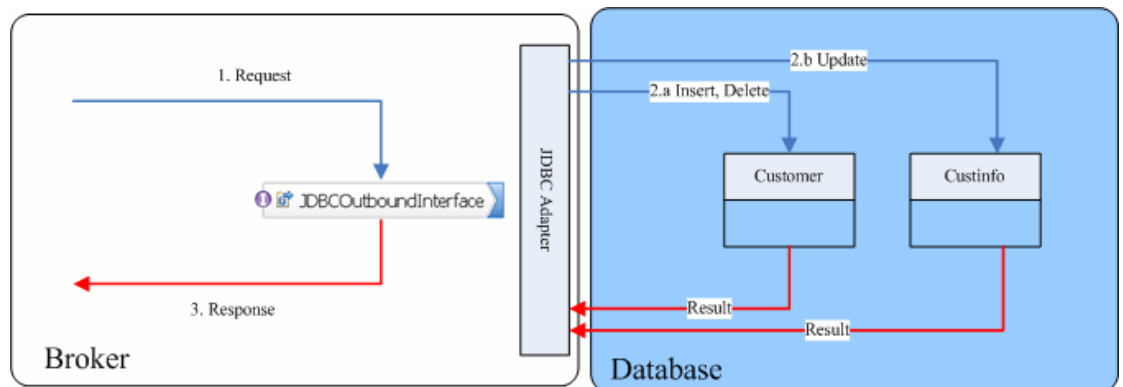 1. Request
2.b Update
2.a Insert, Delete
JDBC Adapter
Customer
Custinfo
JDBCOutboundInterface
3. Response
Result
Result
Broker
Database